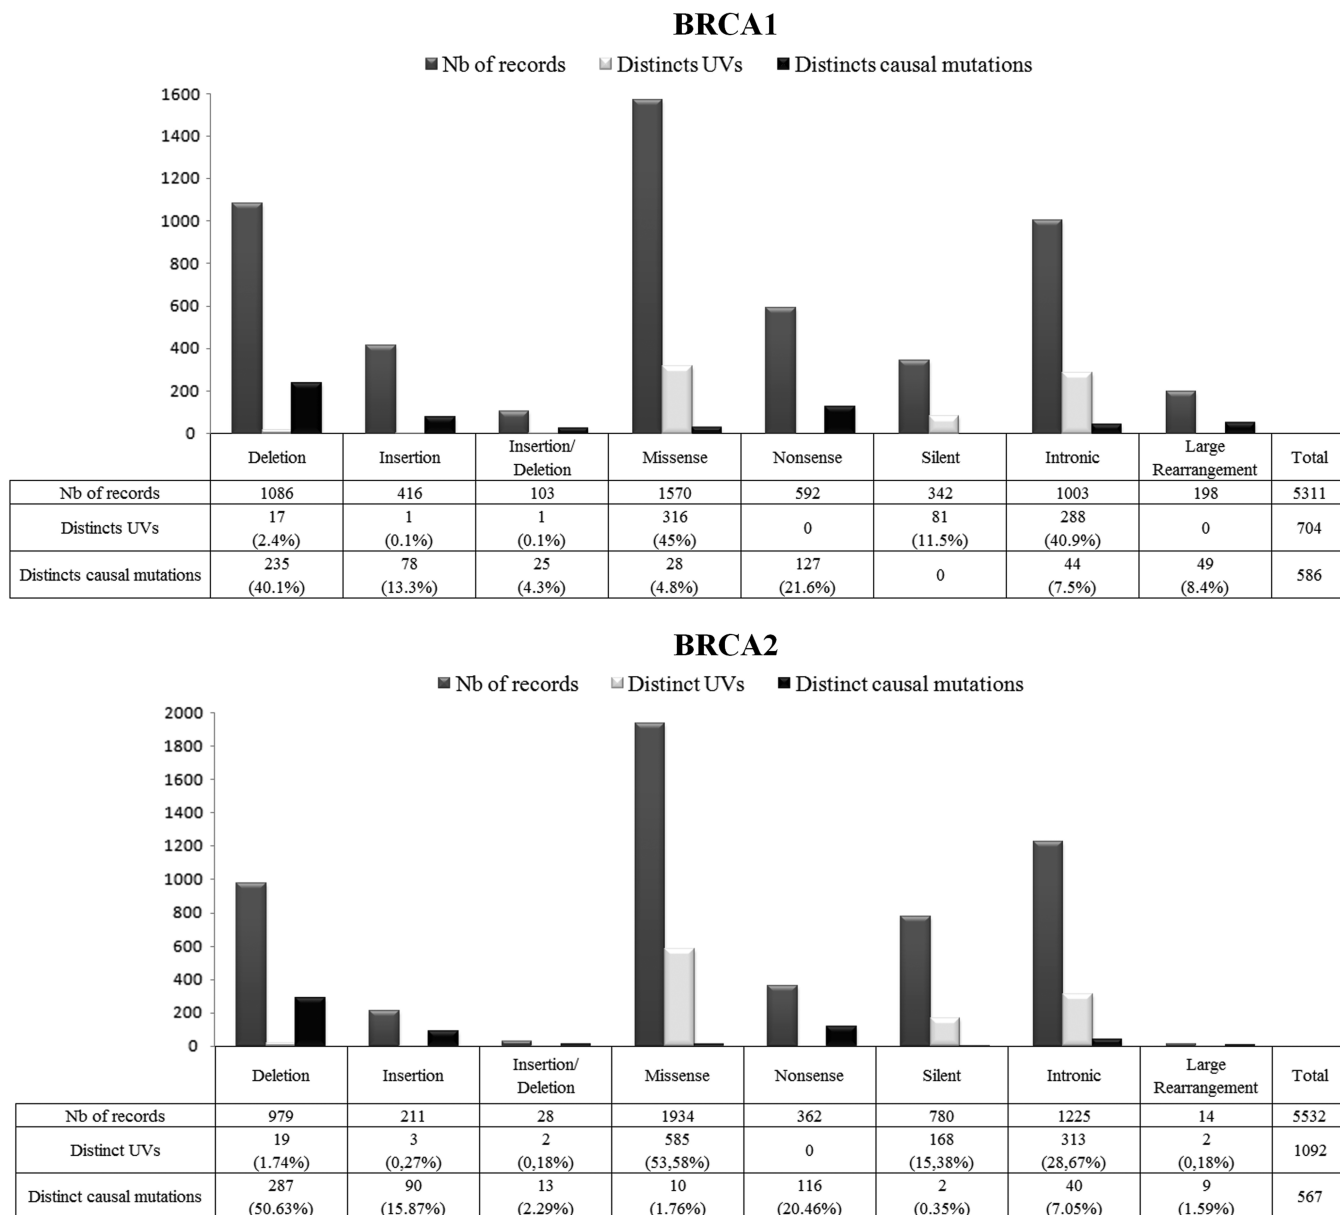 BRCA1
Nb of records Distincts UVs Distincts causal mutations
1600
1400
1200
1000
800
600
400
200
0
Deletion Insertion Insertion/ Deletion Missense Nonsense Silent Intronic Large Rearrangement Total
Nb of records 1086 416 103 1570 592 342 1003 198 5311
Distincts UVs 17 (2.4%) 1 (0.1%) 1 (0.1%) 316 (45%) 0 81 (11.5%) 288 (40.9%) 0 704
Distincts causal mutations 235 (40.1%) 78 (13.3%) 25 (4.3%) 28 (4.8%) 127 (21.6%) 0 44 (7.5%) 49 (8.4%) 586
BRCA2
Nb of records Distinct UVs Distinct causal mutations
2000
1800
1600
1400
1200
1000
800
600
400
200
0
Deletion Insertion Insertion/ Deletion Missense Nonsense Silent Intronic Large Rearrangement Total
Nb of records 979 211 28 1934 362 780 1225 14 5532
Distinct UVs 19 (1.74%) 3 (0,27%) 2 (0,18%) 585 (53,58%) 0 168 (15,38%) 313 (28,67%) 2 (0,18%) 1092
Distinct causal mutations 287 (50.63%) 90 (15.87%) 13 (2.29%) 10 (1.76%) 116 (20.46%) 2 (0.35%) 40 (7.05%) 9 (1.59%) 567